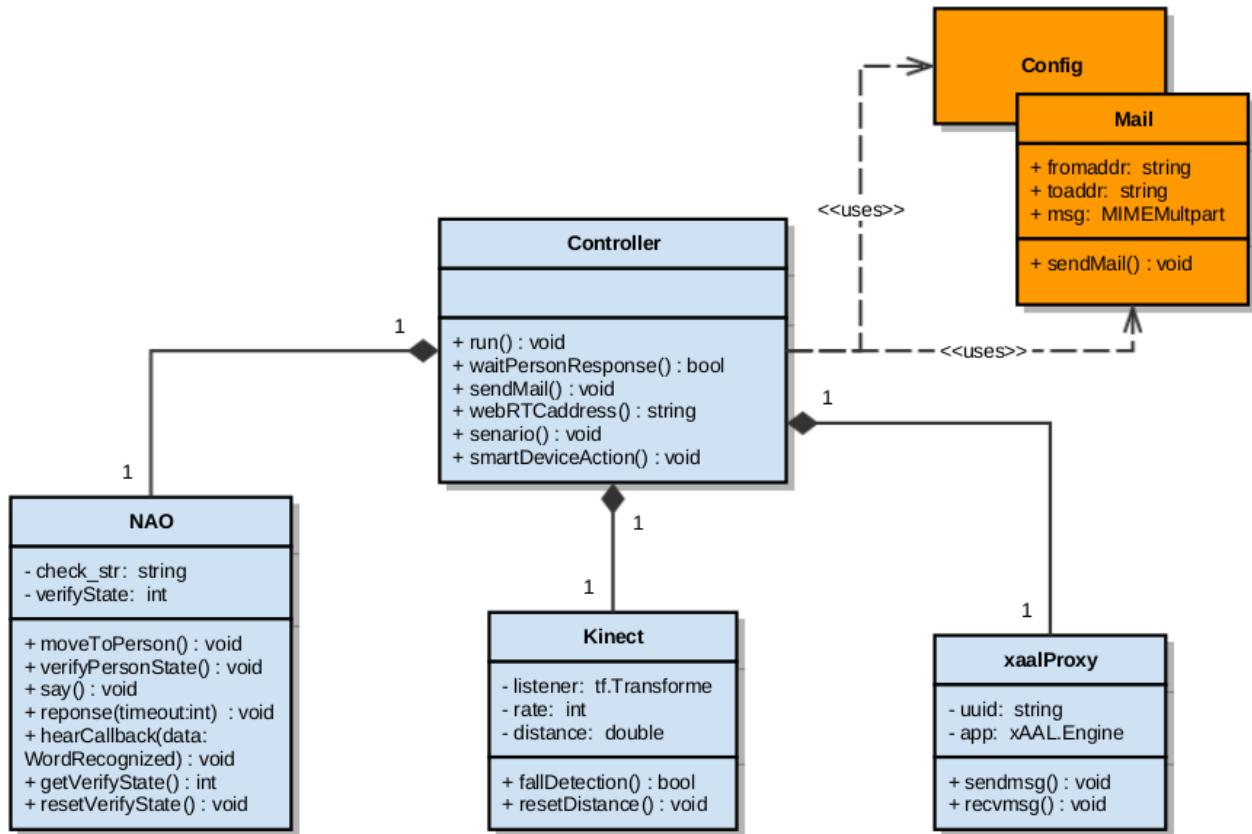 Config
Mail
+ fromaddr: string
+ toaddr: string
+ msg: MIMEMultpart
+ sendMail() : void
<<uses>>
<<uses>>
Controller
+ run() : void
+ waitPersonResponse() : bool
+ sendMail() : void
+ webRTCaddress() : string
+ senario() : void
+ smartDeviceAction() : void
1
1
1
1
1
1
NAO
- check_str: string
- verifyState: int
+ moveToPerson() : void
+ verifyPersonState() : void
+ say() : void
+ reponse(timeout:int) : void
+ hearCallback(data:
WordRecognized) : void
+ getVerifyState() : int
+ resetVerifyState() : void
Kinect
- listener: tf.Transforme
- rate: int
- distance: double
+ fallDetection() : bool
+ resetDistance() : void
xaalProxy
- uuid: string
- app: xAAL.Engine
+ sendmsg() : void
+ recvmsg() : void